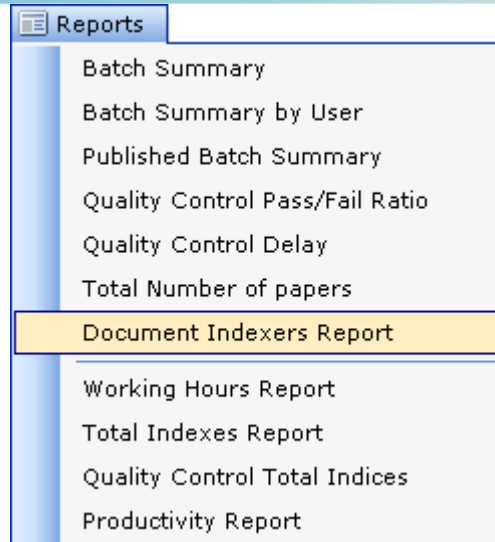 Reports
Batch Summary
Batch Summary by User
Published Batch Summary
Quality Control Pass/Fail Ratio
Quality Control Delay
Total Number of papers
Document Indexers Report
Working Hours Report
Total Indexes Report
Quality Control Total Indices
Productivity Report